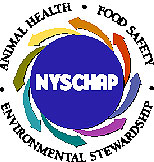 ANIMAL HEALTH • FOOD SAFETY • ENVIRONMENTAL STEWARDSHIP •
NYSCHAP